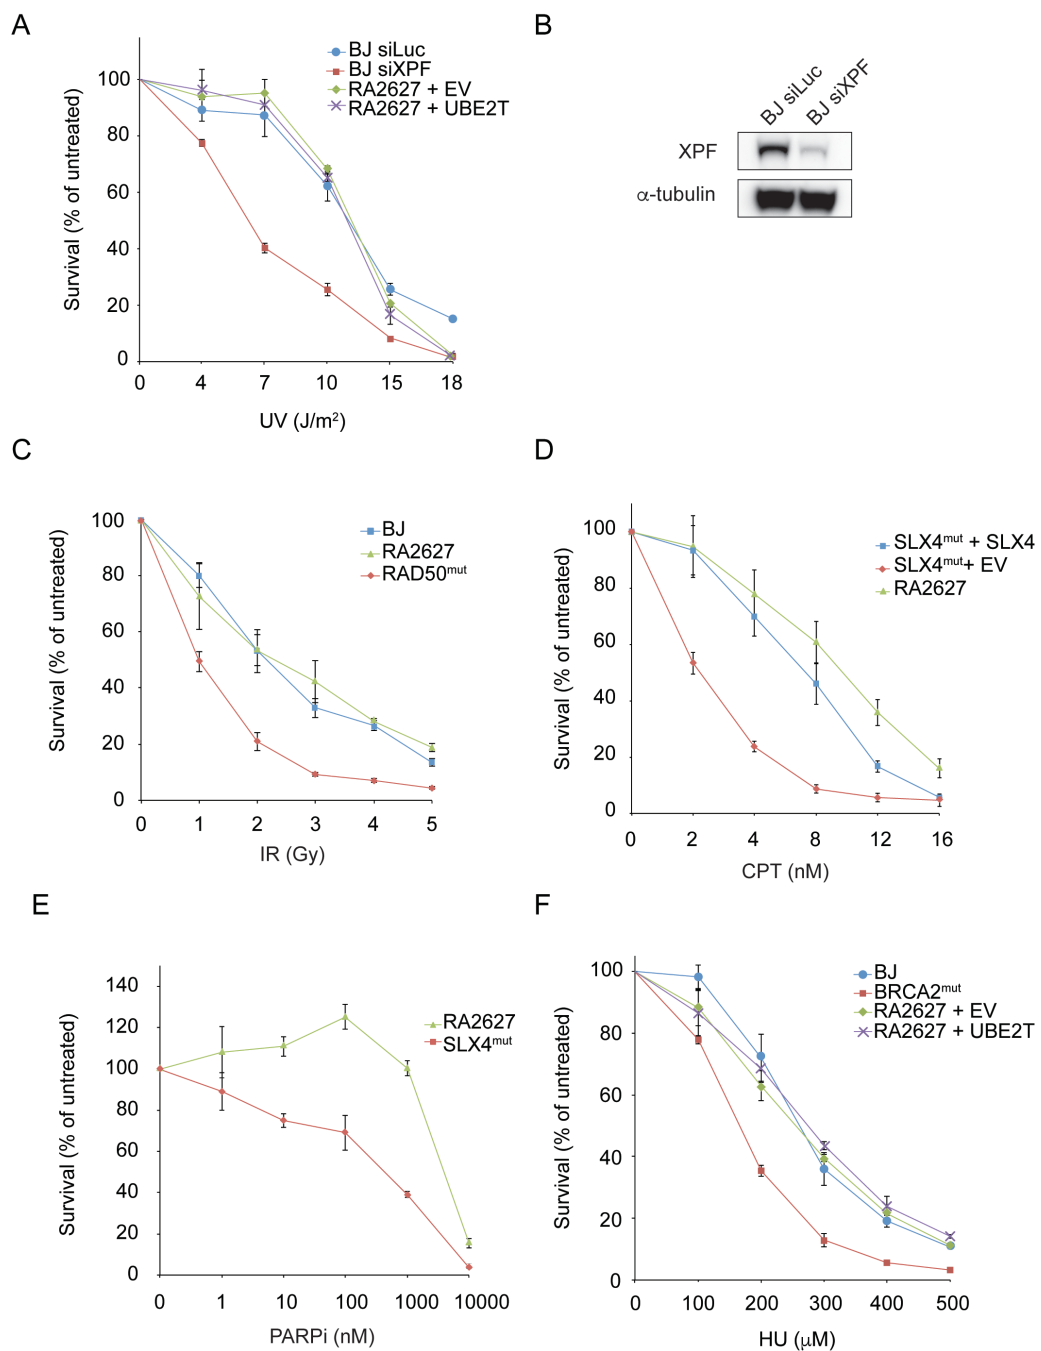 A
BJ siLuc
BJ siXPF
RA2627 + EV
RA2627 + UBE2T
Survival (% of untreated)
100
80
60
40
20
0
0 4 7 10 15 18
UV (J/m²)
B
BJ siLuc
BJ siXPF
XPF
α-tubulin
C
BJ
RA2627
RAD50ᵐᵘᵗ
Survival (% of untreated)
100
80
60
40
20
0
0 1 2 3 4 5
IR (Gy)
D
SLX4ᵐᵘᵗ + SLX4
SLX4ᵐᵘᵗ+ EV
RA2627
Survival (% of untreated)
100
80
60
40
20
0
0 2 4 8 12 16
CPT (nM)
E
RA2627
SLX4ᵐᵘᵗ
Survival (% of untreated)
140
120
100
80
60
40
20
0
0 1 10 100 1000 10000
PARPi (nM)
F
BJ
BRCA2ᵐᵘᵗ
RA2627 + EV
RA2627 + UBE2T
Survival (% of untreated)
100
80
60
40
20
0
0 100 200 300 400 500
HU (μM)